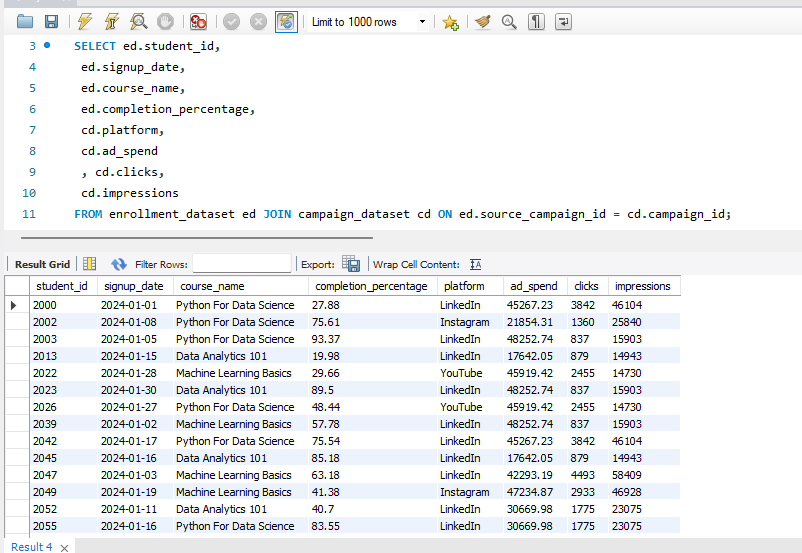 Limit to 1000 rows
3 SELECT ed.student_id,
4 ed.signup_date,
5 ed.course_name,
6 ed.completion_percentage,
7 cd.platform,
8 cd.ad_spend
9 , cd.clicks,
10 cd.impressions
11 FROM enrollment_dataset ed JOIN campaign_dataset cd ON ed.source_campaign_id = cd.campaign_id;
Result Grid Filter Rows: Export: Wrap Cell Content: IA
student_id signup_date course_name completion_percentage platform ad_spend clicks impressions
2000 2024-01-01 Python For Data Science 27.88 LinkedIn 45267.23 3842 46104
2002 2024-01-08 Python For Data Science 75.61 Instagram 21854.31 1360 25840
2003 2024-01-05 Python For Data Science 93.37 LinkedIn 48252.74 837 15903
2013 2024-01-15 Data Analytics 101 19.98 LinkedIn 17642.05 879 14943
2022 2024-01-28 Machine Learning Basics 29.66 YouTube 45919.42 2455 14730
2023 2024-01-30 Data Analytics 101 89.5 LinkedIn 48252.74 837 15903
2026 2024-01-27 Python For Data Science 48.44 YouTube 45919.42 2455 14730
2039 2024-01-02 Machine Learning Basics 57.78 LinkedIn 48252.74 837 15903
2042 2024-01-17 Python For Data Science 75.54 LinkedIn 45267.23 3842 46104
2045 2024-01-16 Data Analytics 101 85.18 LinkedIn 17642.05 879 14943
2047 2024-01-03 Machine Learning Basics 63.18 LinkedIn 42293.19 4493 58409
2049 2024-01-19 Machine Learning Basics 41.38 Instagram 47234.87 2933 46928
2052 2024-01-11 Data Analytics 101 40.7 LinkedIn 30669.98 1775 23075
2055 2024-01-16 Python For Data Science 83.55 LinkedIn 30669.98 1775 23075
Result 4 ×